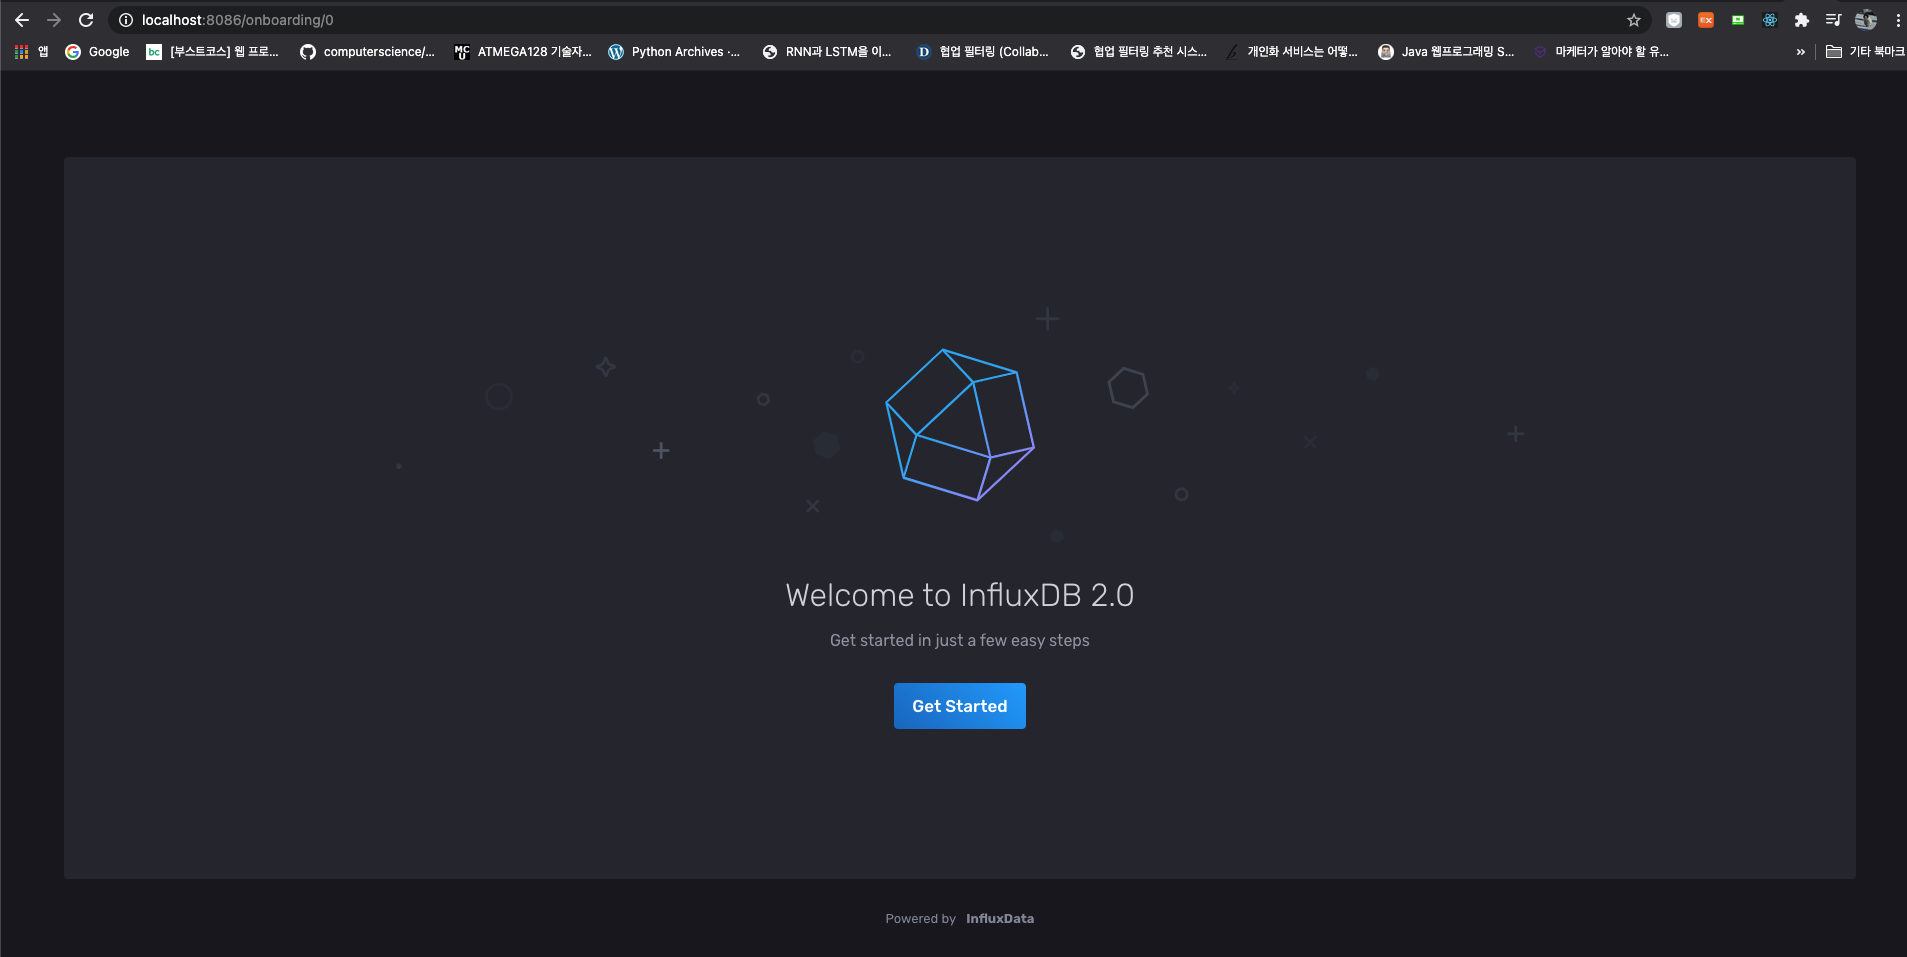 localhost:8086/onboarding/0
앱 Google bc [부스트코스] 웹 프로... computerscience/... MCU ATMEGA128 기술자... Python Archives -... RNN과 LSTM을 이... D 협업 필터링 (Collab... 협업 필터링 추천 시스... 개인화 서비스는 어떻... Java 웹프로그래밍 S... 마케터가 알아야 할 유... » 기타 북마크
Welcome to InfluxDB 2.0
Get started in just a few easy steps
Get Started
Powered by InfluxData